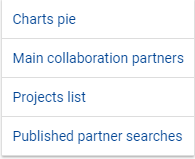 Charts pie
Main collaboration partners
Projects list
Published partner searches